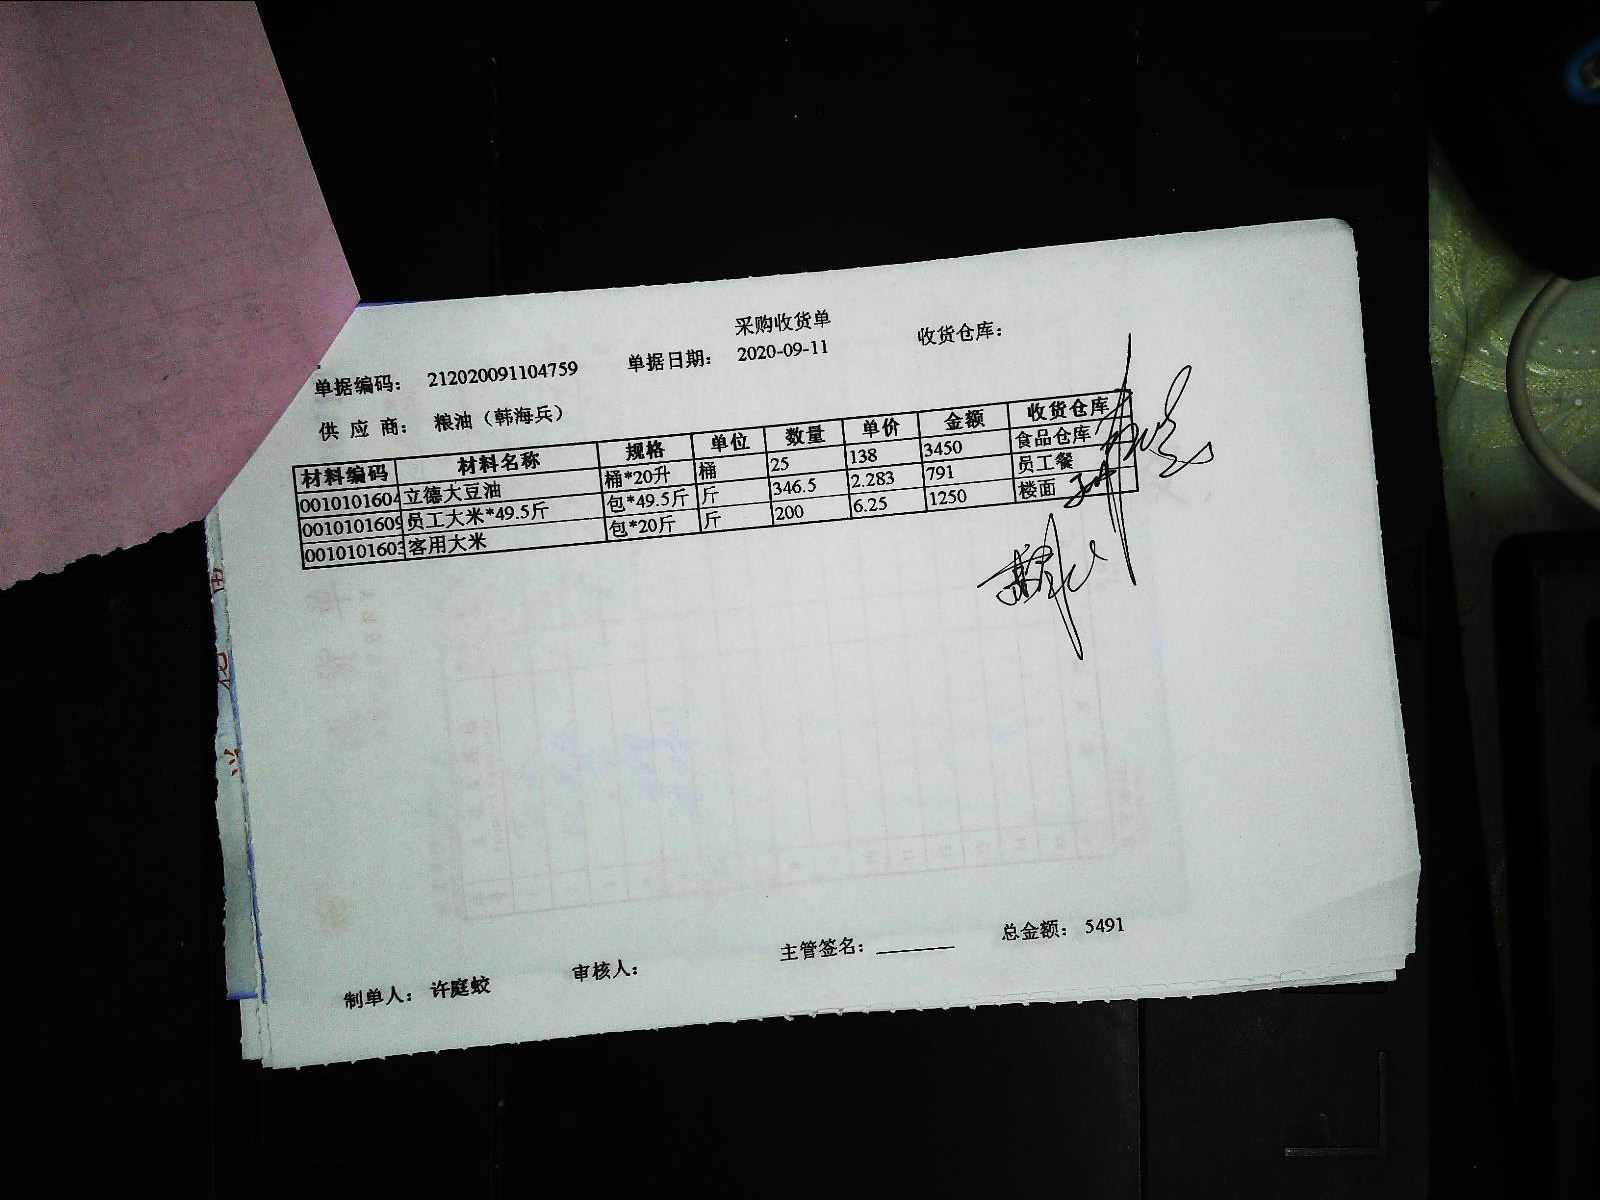 采购收货单
单据编码： 212020091104759 单据日期： 2020-09-11 收货仓库：
供 应 商： 粮油（韩海兵）
材料编码 材料名称 规格 单位 数量 单价 金额 收货仓库
0010101604 立德大豆油 桶*20升 桶 25 138 3450 食品仓库
0010101609 员工大米*49.5斤 包*49.5斤 斤 346.5 2.283 791 员工餐
0010101603 客用大米 包*20斤 斤 200 6.25 1250 楼面
制单人： 许庭蛟 审核人： 主管签名：________ 总金额： 5491